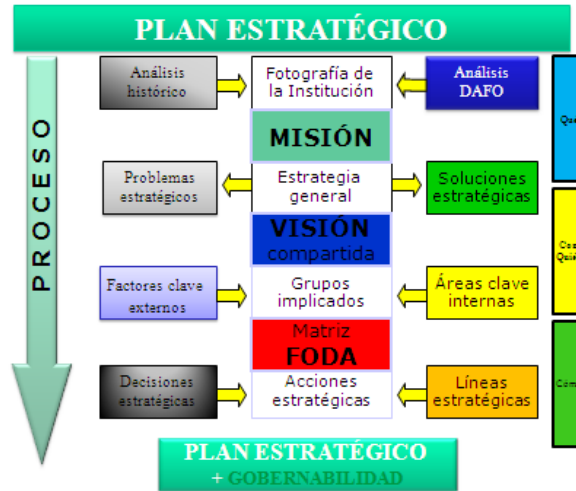 PLAN ESTRATÉGICO
PROCESO
Análisis
histórico
Fotografía de
la Institución
Análisis
DAFO
MISIÓN
Problemas
estratégicos
Estrategia
general
Soluciones
estratégicas
VISIÓN
compartida
Factores clave
externos
Grupos
implicados
Áreas clave
internas
Matriz
FODA
Decisiones
estratégicas
Acciones
estratégicas
Líneas
estratégicas
PLAN ESTRATÉGICO
+ GOBERNABILIDAD